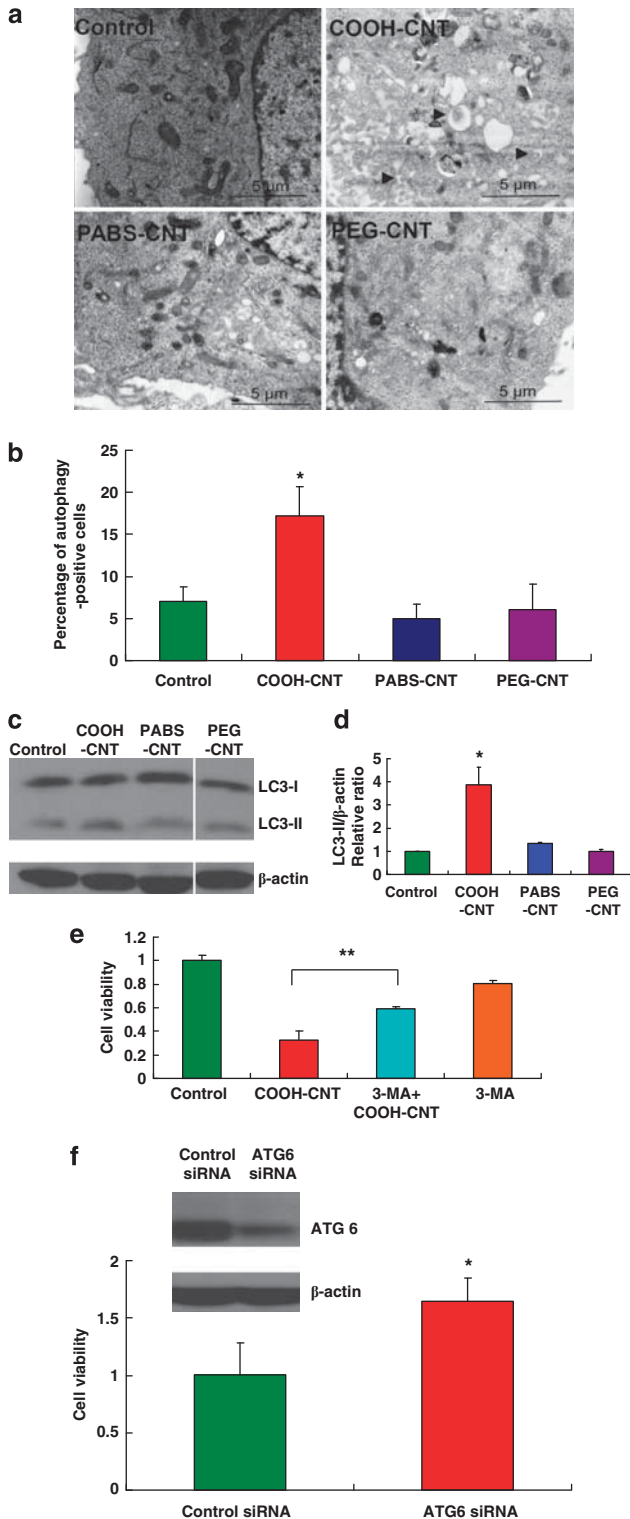 a
Control
COOH-CNT
5 µm
5 µm
PABS-CNT
PEG-CNT
5 µm
5 µm
b
Percentage of autophagy
-positive cells
25
20
15
10
5
0
*
Control
COOH-CNT
PABS-CNT
PEG-CNT
c
Control
COOH
-CNT
PABS
-CNT
PEG
-CNT
LC3-I
LC3-II
β-actin
d
LC3-II/β-actin
Relative ratio
5
4
3
2
1
0
*
Control
COOH
-CNT
PABS
-CNT
PEG
-CNT
e
Cell viability
1.2
1
0.8
0.6
0.4
0.2
0
**
Control
COOH-CNT
3-MA+
COOH-CNT
3-MA
f
Control
siRNA
ATG6
siRNA
ATG 6
β-actin
Cell viability
2
1.5
1
0.5
0
*
Control siRNA
ATG6 siRNA